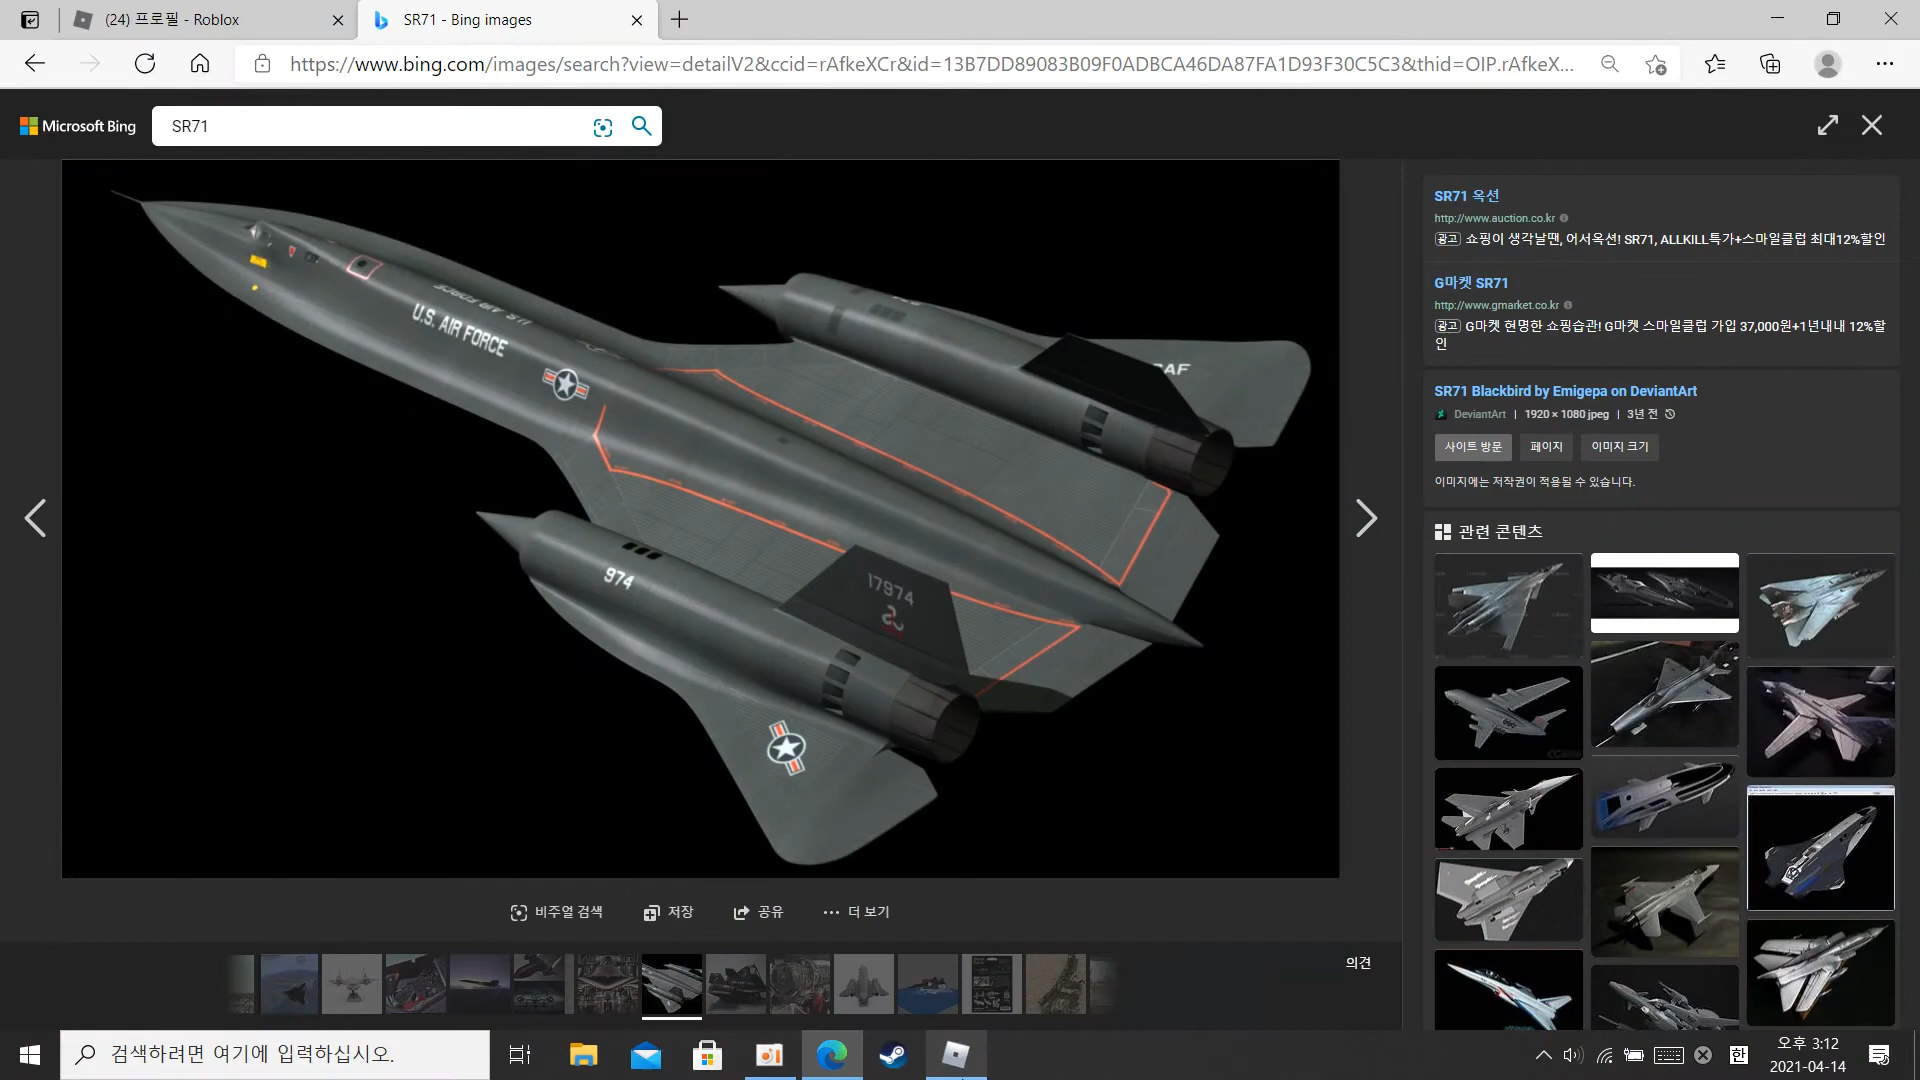 (24) 프로필 - Roblox
SR71 - Bing images
https://www.bing.com/images/search?view=detailV2&ccid=rAfkeXCr&id=13B7DD89083B09F0ADBCA46DA87FA1D93F30C5C3&thid=OIP.rAfkeX...
Microsoft Bing
SR71
U.S. AIR FORCE
U.S. AIR FORCE
974
17974
SR71 옥션
http://www.auction.co.kr
광고 쇼핑이 생각날땐, 어서옥션! SR71, ALLKILL특가+스마일클럽 최대12%할인
G마켓 SR71
http://www.gmarket.co.kr
광고 G마켓 현명한 쇼핑습관! G마켓 스마일클럽 가입 37,000원+1년내내 12%할
인
SR71 Blackbird by Emigepa on DeviantArt
DeviantArt | 1920 × 1080 jpeg | 3년 전
사이트 방문 페이지 이미지 크기
이미지에는 저작권이 적용될 수 있습니다.
관련 콘텐츠
비주얼 검색 저장 공유 ··· 더 보기
의견
검색하려면 여기에 입력하십시오.
한
오후 3:12
2021-04-14